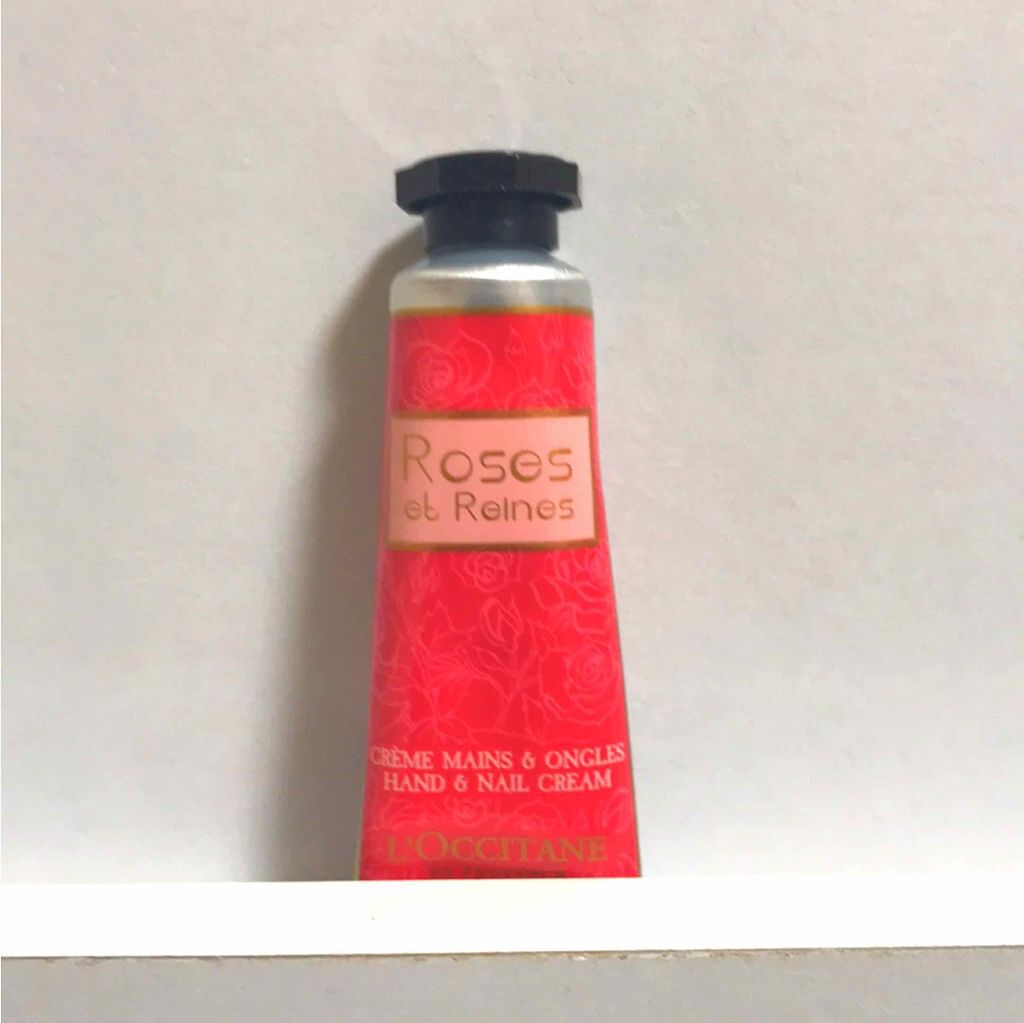 Roses
et Reines
CRÈME MAINS & ONGLES
HAND & NAIL CREAM
L'OCCITANE